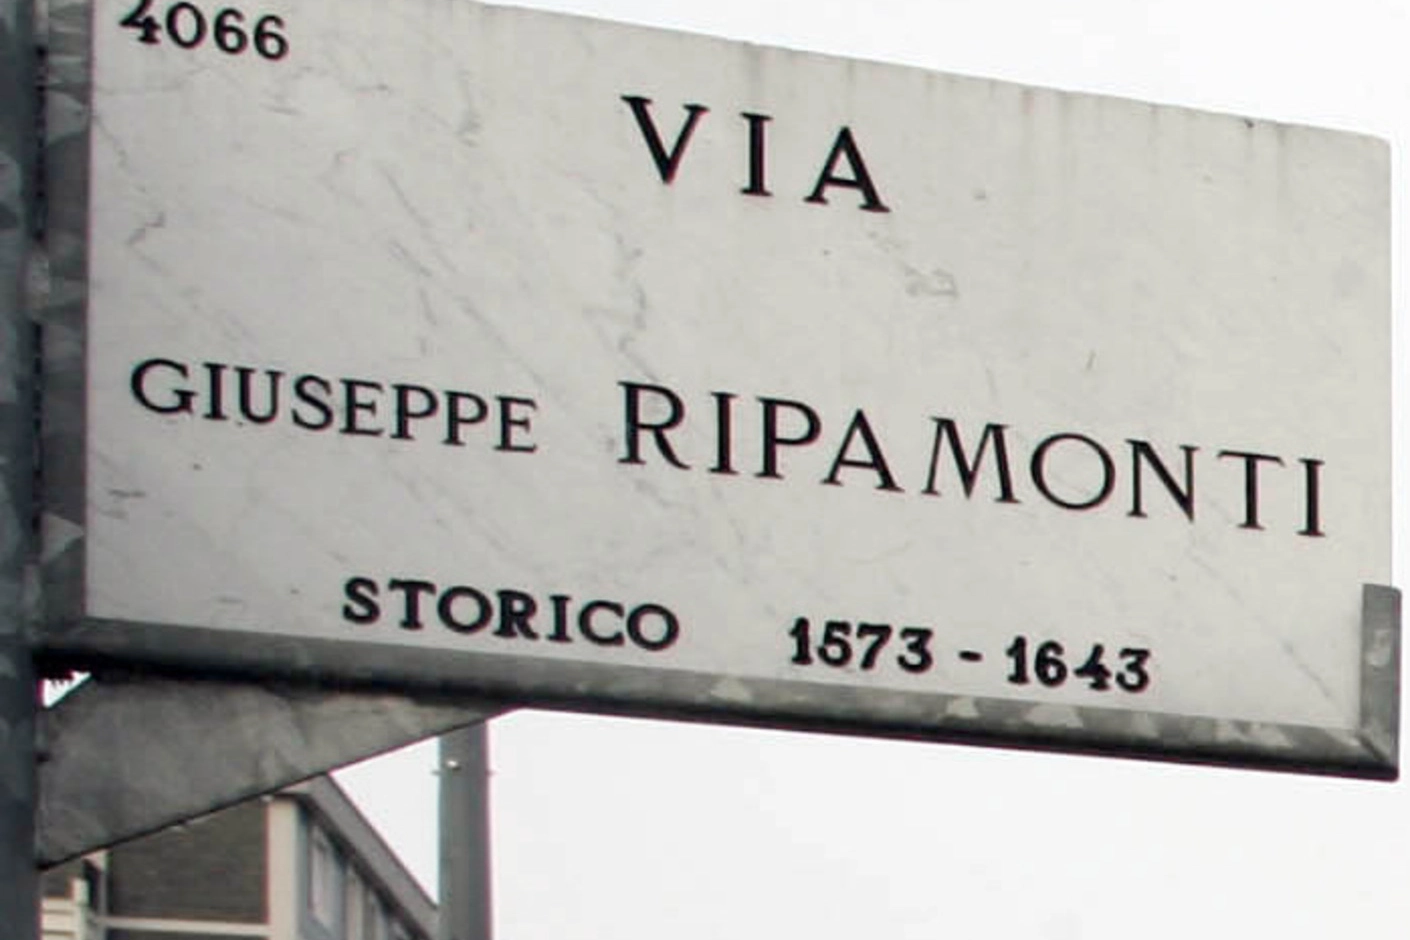 4066
VIA
GIUSEPPE RIPAMONTI
STORICO 1573 - 1643